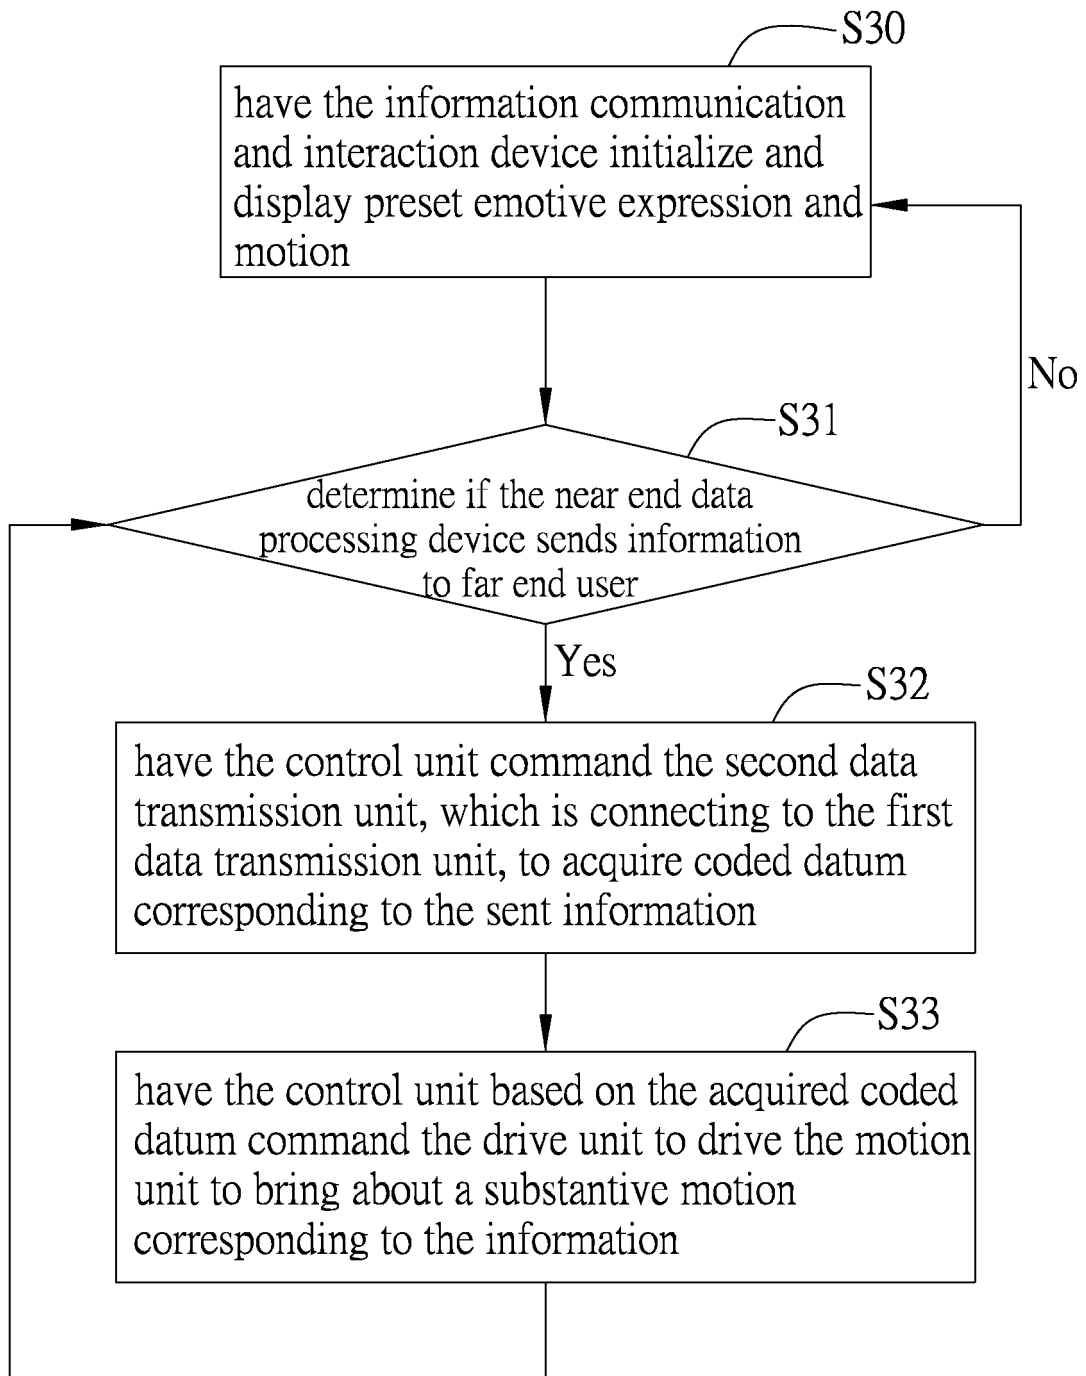 S30
have the information communication
and interaction device initialize and
display preset emotive expression and
motion
No
S31
determine if the near end data
processing device sends information
to far end user
Yes
S32
have the control unit command the second data
transmission unit, which is connecting to the first
data transmission unit, to acquire coded datum
corresponding to the sent information
S33
have the control unit based on the acquired coded
datum command the drive unit to drive the motion
unit to bring about a substantive motion
corresponding to the information